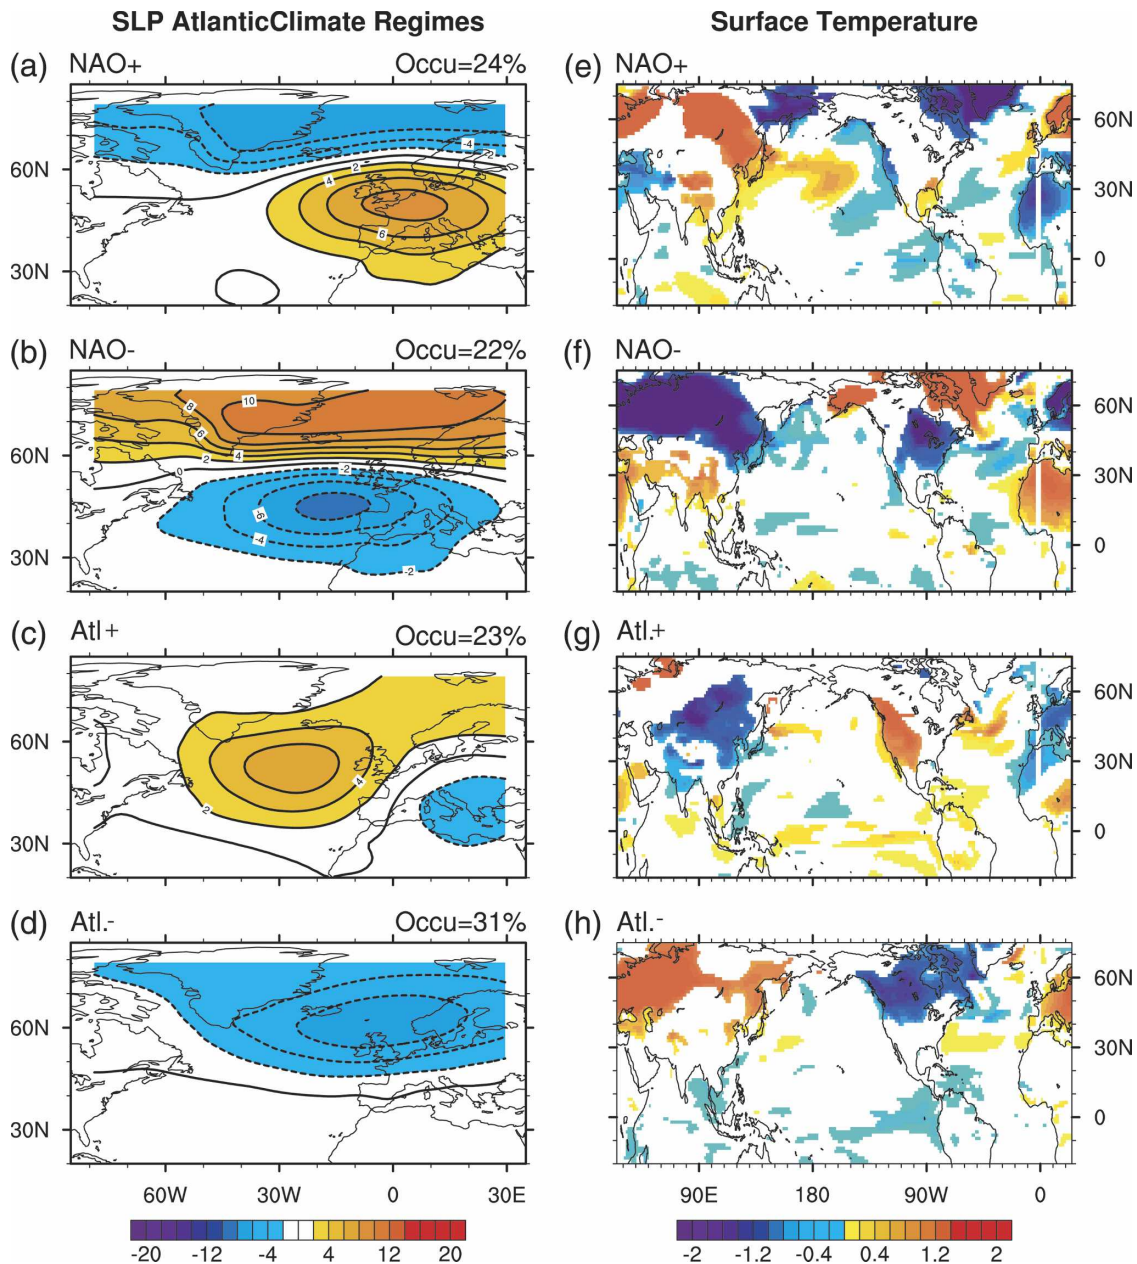 SLP AtlanticClimate Regimes
Surface Temperature
(a) NAO+ Occu=24%
(e) NAO+
60N
30N
-4
2
2
4
6
60N
30N
0
(b) NAO- Occu=22%
(f) NAO-
60N
30N
10
8
6
2
4
0
-2
-6
-4
-2
60N
30N
0
(c) Atl+ Occu=23%
(g) Atl.+
60N
30N
4
2
60N
30N
0
(d) Atl.- Occu=31%
(h) Atl.-
60N
30N
60N
30N
0
60W 30W 0 30E
90E 180 90W 0
-20 -12 -4 4 12 20
-2 -1.2 -0.4 0.4 1.2 2